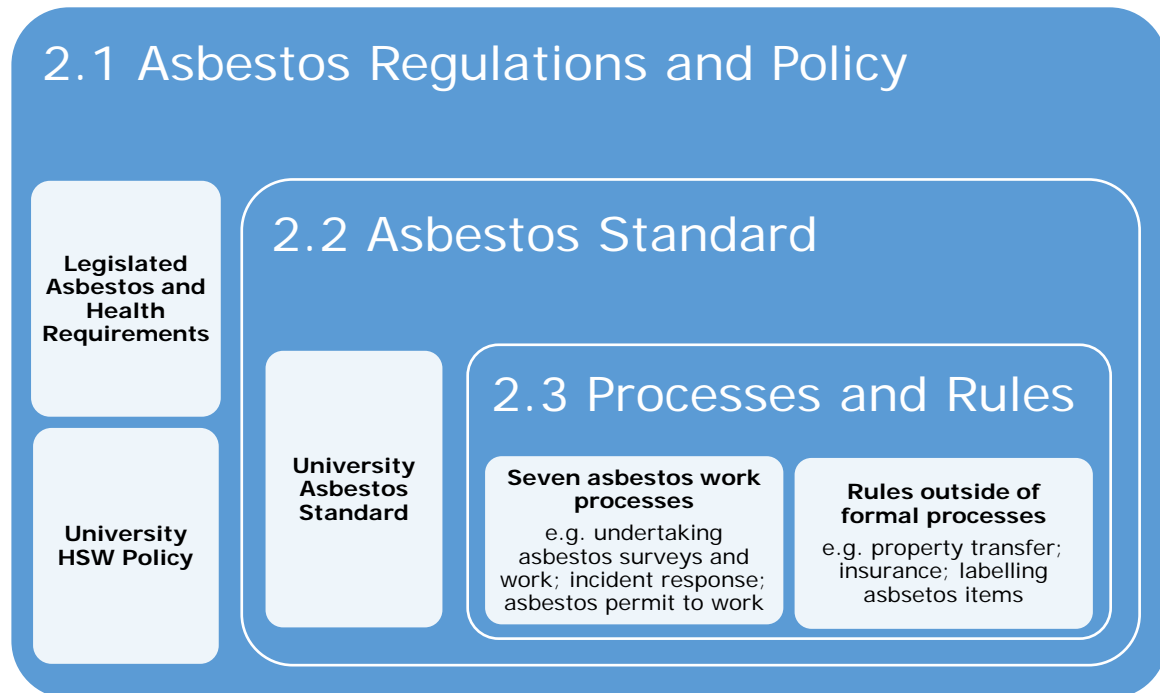 2.1 Asbestos Regulations and Policy
Legislated
Asbestos and
Health
Requirements
University
HSW Policy
2.2 Asbestos Standard
University
Asbestos
Standard
2.3 Processes and Rules
Seven asbestos work
processes
e.g. undertaking
asbestos surveys and
work; incident response;
asbestos permit to work
Rules outside of
formal processes
e.g. property transfer;
insurance; labelling
asbsetos items